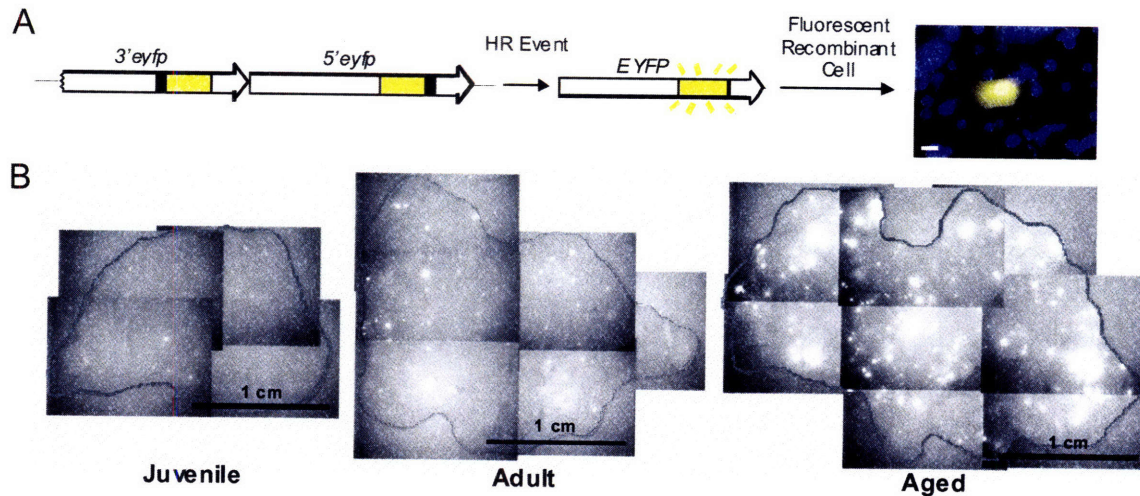 A
3'eyfp
5'eyfp
HR Event
EYFP
Fluorescent
Recombinant
Cell
B
1 cm
1 cm
1 cm
Juvenile
Adult
Aged